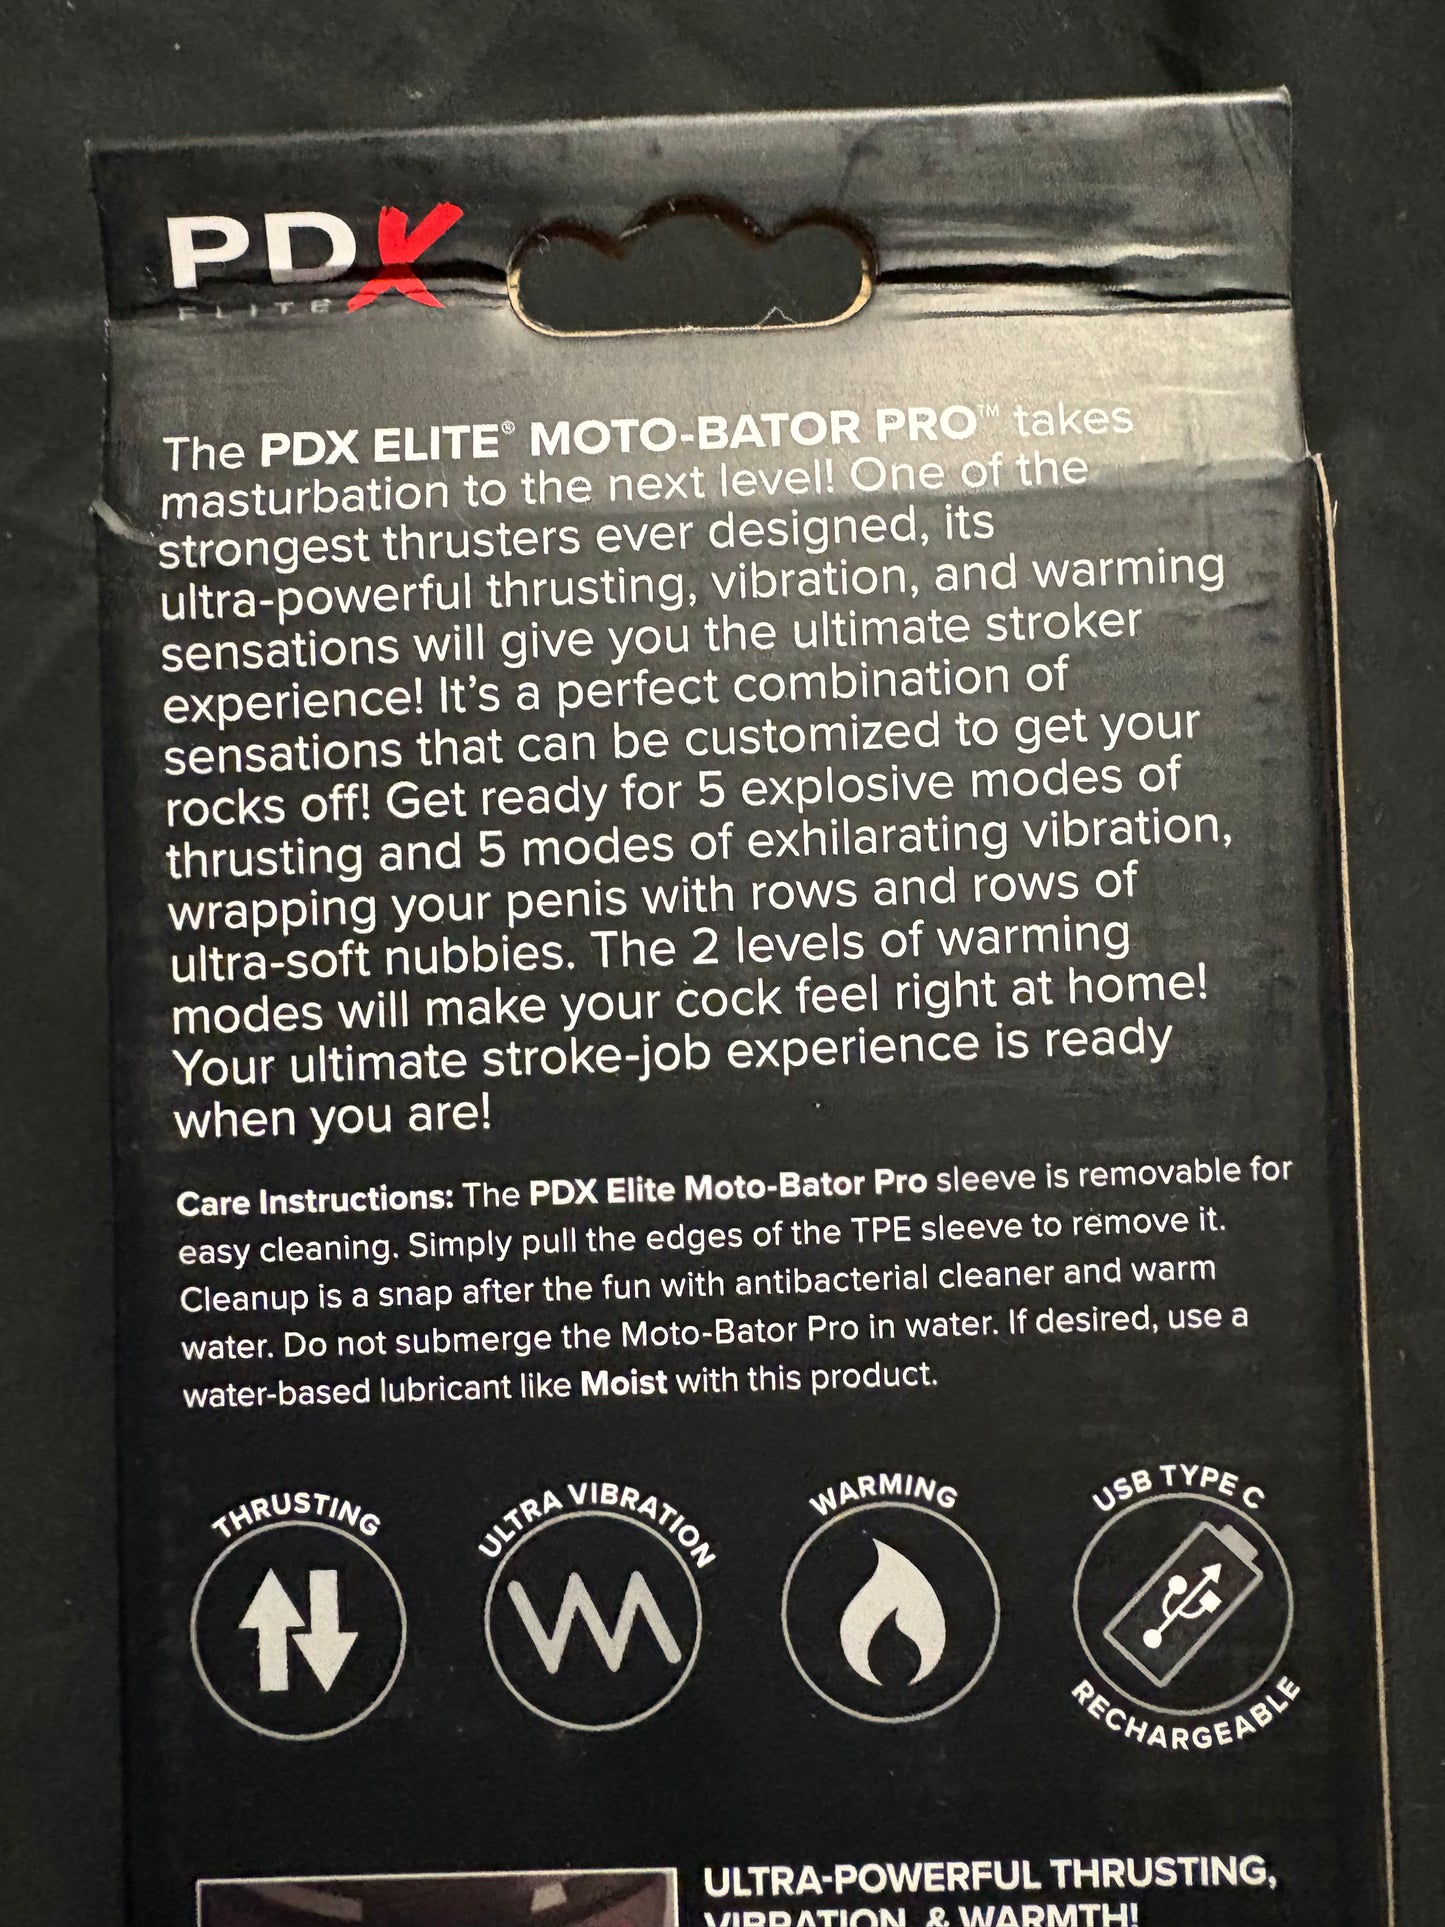 PDX
ELITE
The PDX ELITE® MOTO-BATOR PRO™ takes
masturbation to the next level! One of the
strongest thrusters ever designed, its
ultra-powerful thrusting, vibration, and warming
sensations will give you the ultimate stroker
experience! It's a perfect combination of
sensations that can be customized to get your
rocks off! Get ready for 5 explosive modes of
thrusting and 5 modes of exhilarating vibration,
wrapping your penis with rows and rows of
ultra-soft nubbies. The 2 levels of warming
modes will make your cock feel right at home!
Your ultimate stroke-job experience is ready
when you are!
Care Instructions: The PDX Elite Moto-Bator Pro sleeve is removable for
easy cleaning. Simply pull the edges of the TPE sleeve to remove it.
Cleanup is a snap after the fun with antibacterial cleaner and warm
water. Do not submerge the Moto-Bator Pro in water. If desired, use a
water-based lubricant like Moist with this product.
THRUSTING
ULTRA VIBRATION
WARMING
USB TYPE C
RECHARGEABLE
ULTRA-POWERFUL THRUSTING,
VIBRATION, & WARMTH!